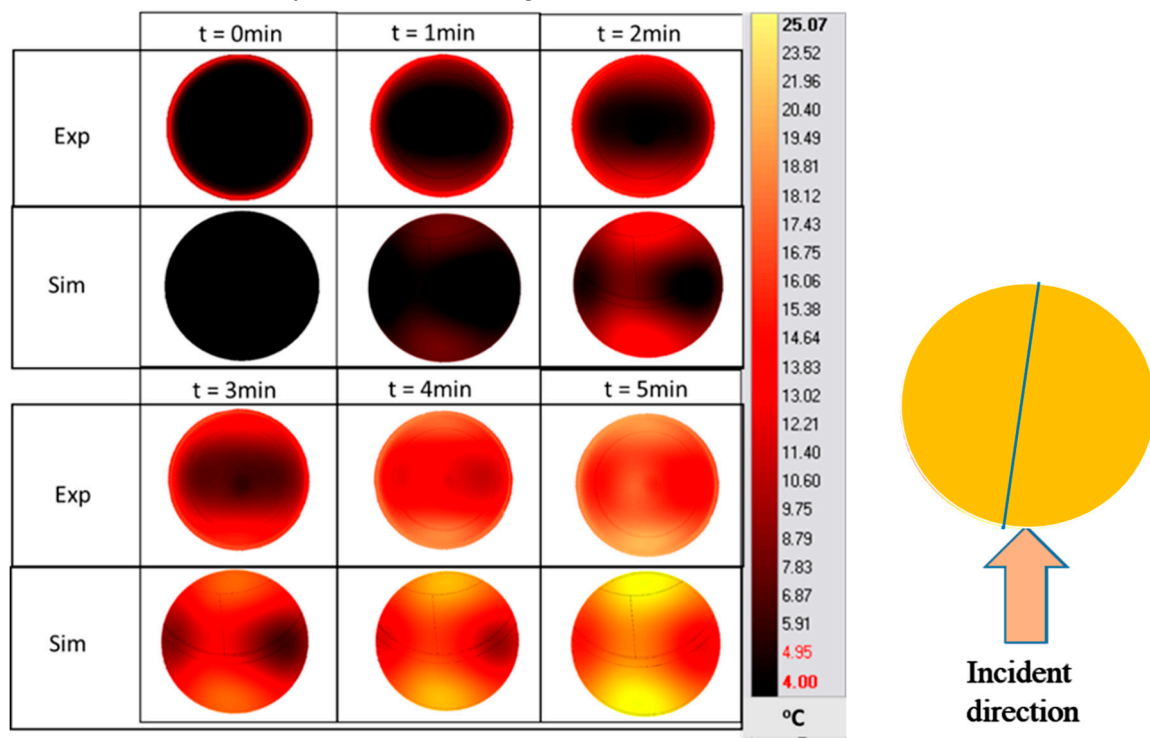 t = 0min t = 1min t = 2min
Exp
Sim
t = 3min t = 4min t = 5min
Exp
Sim
25.07
23.52
21.96
20.40
19.49
18.81
18.12
17.43
16.75
16.06
15.38
14.64
13.83
13.02
12.21
11.40
10.60
9.75
8.79
7.83
6.87
5.91
4.95
4.00
ºC
Incident
direction